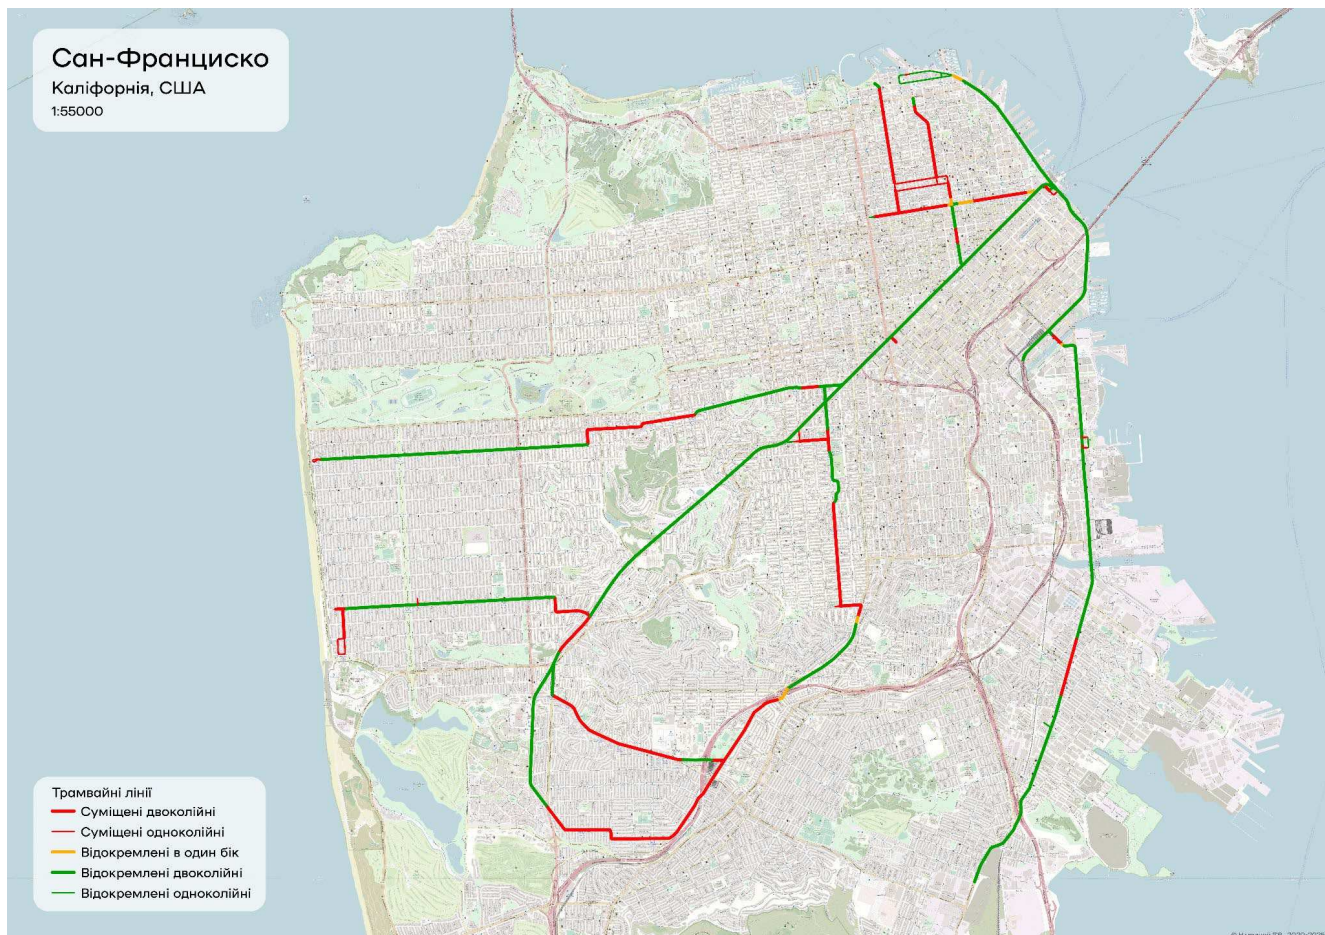 Сан-Франциско
Каліфорнія, США
1:55000
Трамвайні лінії
Суміщені двоколійні
Суміщені одноколійні
Відокремлені в один бік
Відокремлені двоколійні
Відокремлені одноколійні